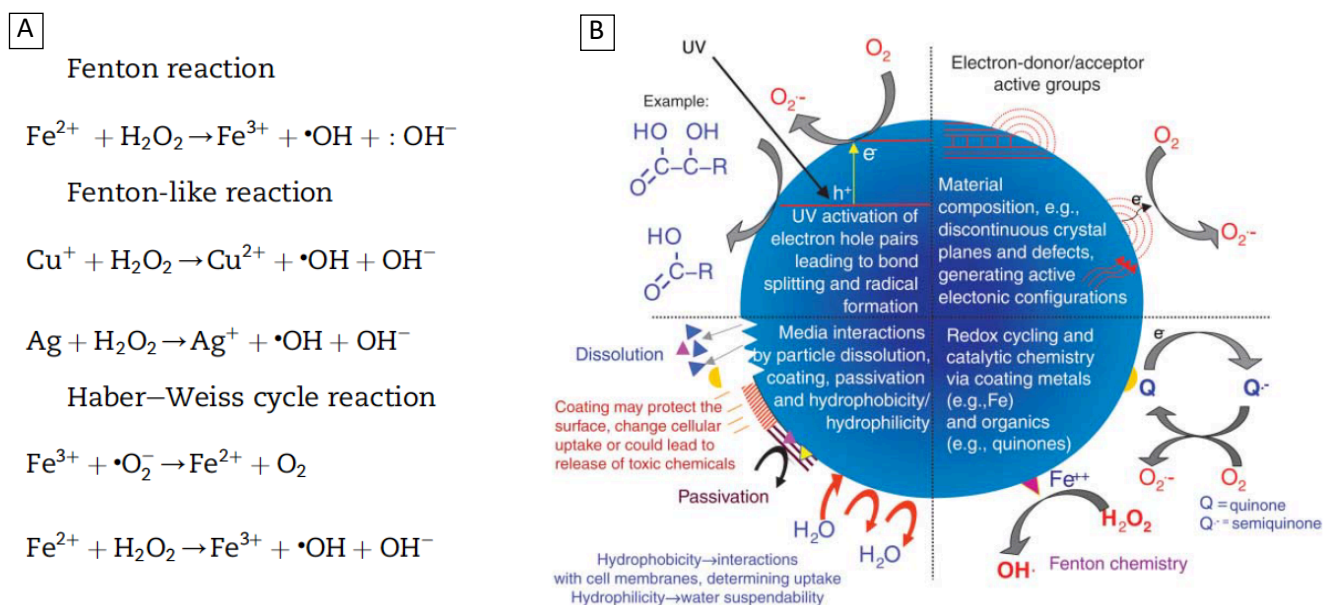 A
Fenton reaction
Fe²⁺ + H₂O₂→Fe³⁺ + •OH + : OH⁻
Fenton-like reaction
Cu⁺ + H₂O₂→Cu²⁺ + •OH + OH⁻
Ag + H₂O₂→Ag⁺ + •OH + OH⁻
Haber–Weiss cycle reaction
Fe³⁺ + •O₂⁻→Fe²⁺ + O₂
Fe²⁺ + H₂O₂→Fe³⁺ + •OH + OH⁻
B
UV
O₂
O₂·-
Example:
HO OH
C–C–R
O
HO
C–R
O
e-
h⁺
UV activation of
electron hole pairs
leading to bond
splitting and radical
formation
Electron-donor/acceptor
active groups
O₂
e-
O₂·-
Material
composition, e.g.,
discontinuous crystal
planes and defects,
generating active
electonic configurations
Dissolution
Media interactions
by particle dissolution,
coating, passivation
and hydrophobicity/
hydrophilicity
Coating may protect the
surface, change cellular
uptake or could lead to
release of toxic chemicals
Passivation
H₂O
H₂O
Hydrophobicity→interactions
with cell membranes, determining uptake
Hydrophilicity→water suspendability
Redox cycling and
catalytic chemistry
via coating metals
(e.g.,Fe)
and organics
(e.g., quinones)
e-
Q
Q·-
O₂·-
O₂
Q =quinone
Q·- = semiquinone
Fe++
H₂O₂
OH·
Fenton chemistry